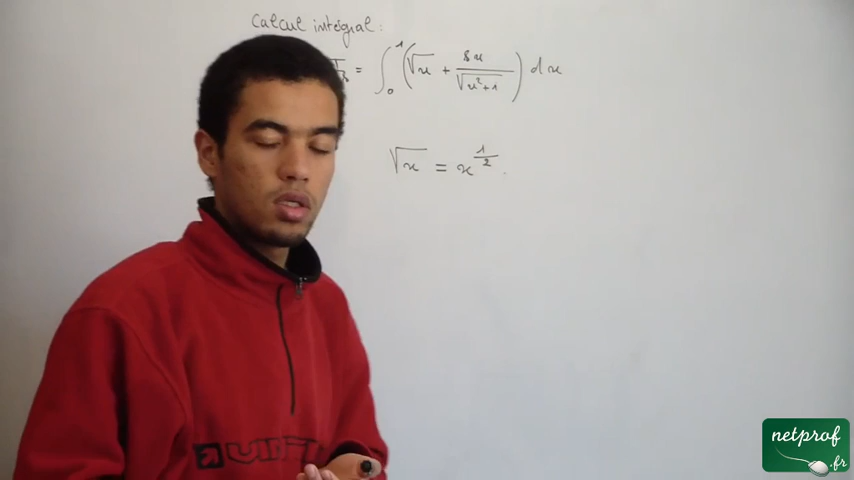 Calcul intégral:
= ∫₀¹ (√x + 8x/√(x²+1)) dx
√x = x^(1/2)
netprof
.fr